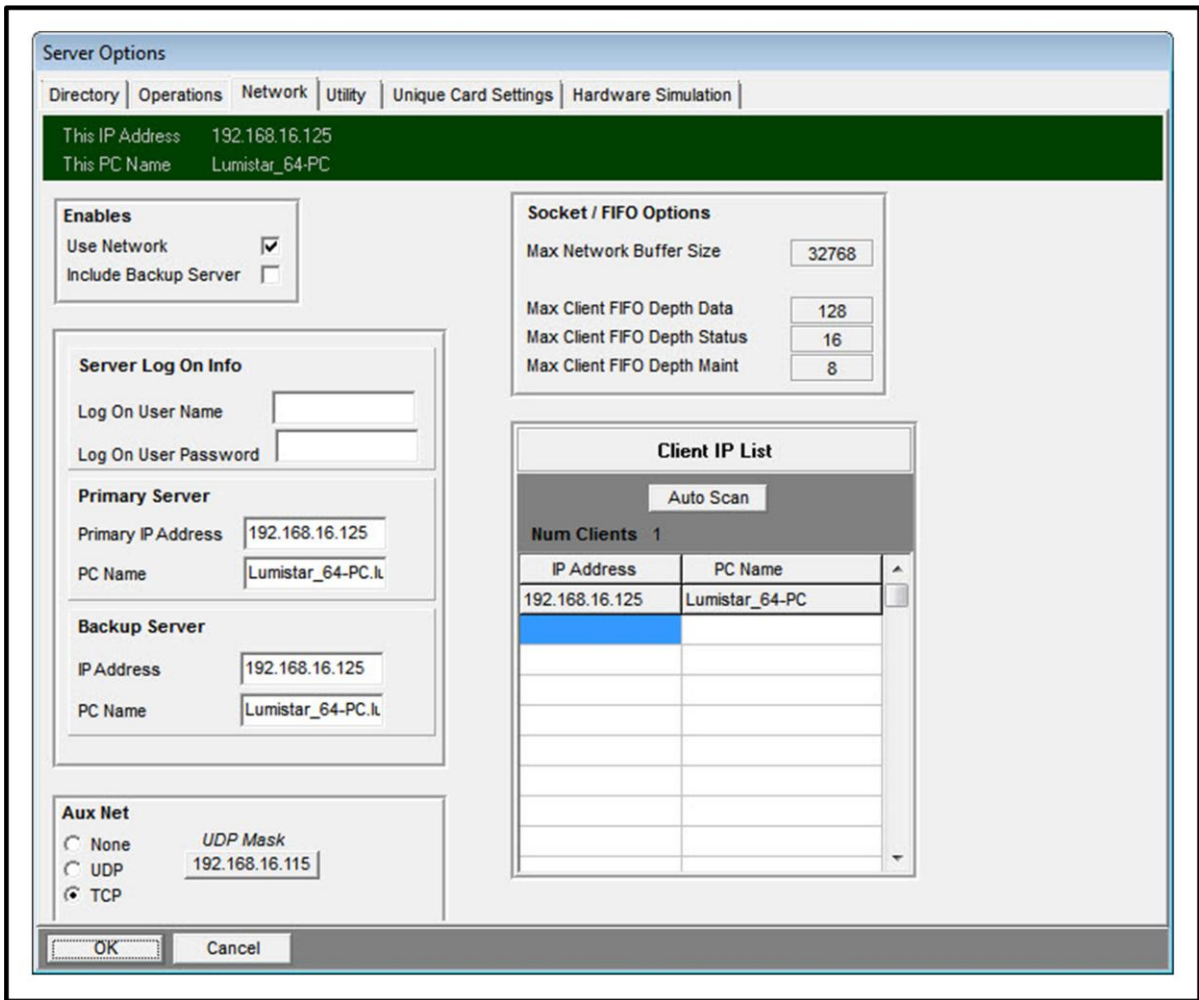 Server Options
Directory Operations Network Utility Unique Card Settings Hardware Simulation
This IP Address 192.168.16.125
This PC Name Lumistar_64-PC
Enables
Use Network
Include Backup Server
Server Log On Info
Log On User Name
Log On User Password
Primary Server
Primary IP Address 192.168.16.125
PC Name Lumistar_64-PC.lu
Backup Server
IP Address 192.168.16.125
PC Name Lumistar_64-PC.lu
Aux Net
None
UDP
TCP
UDP Mask
192.168.16.115
Socket / FIFO Options
Max Network Buffer Size 32768
Max Client FIFO Depth Data 128
Max Client FIFO Depth Status 16
Max Client FIFO Depth Maint 8
Client IP List
Auto Scan
Num Clients 1
IP Address PC Name
192.168.16.125 Lumistar_64-PC
OK Cancel